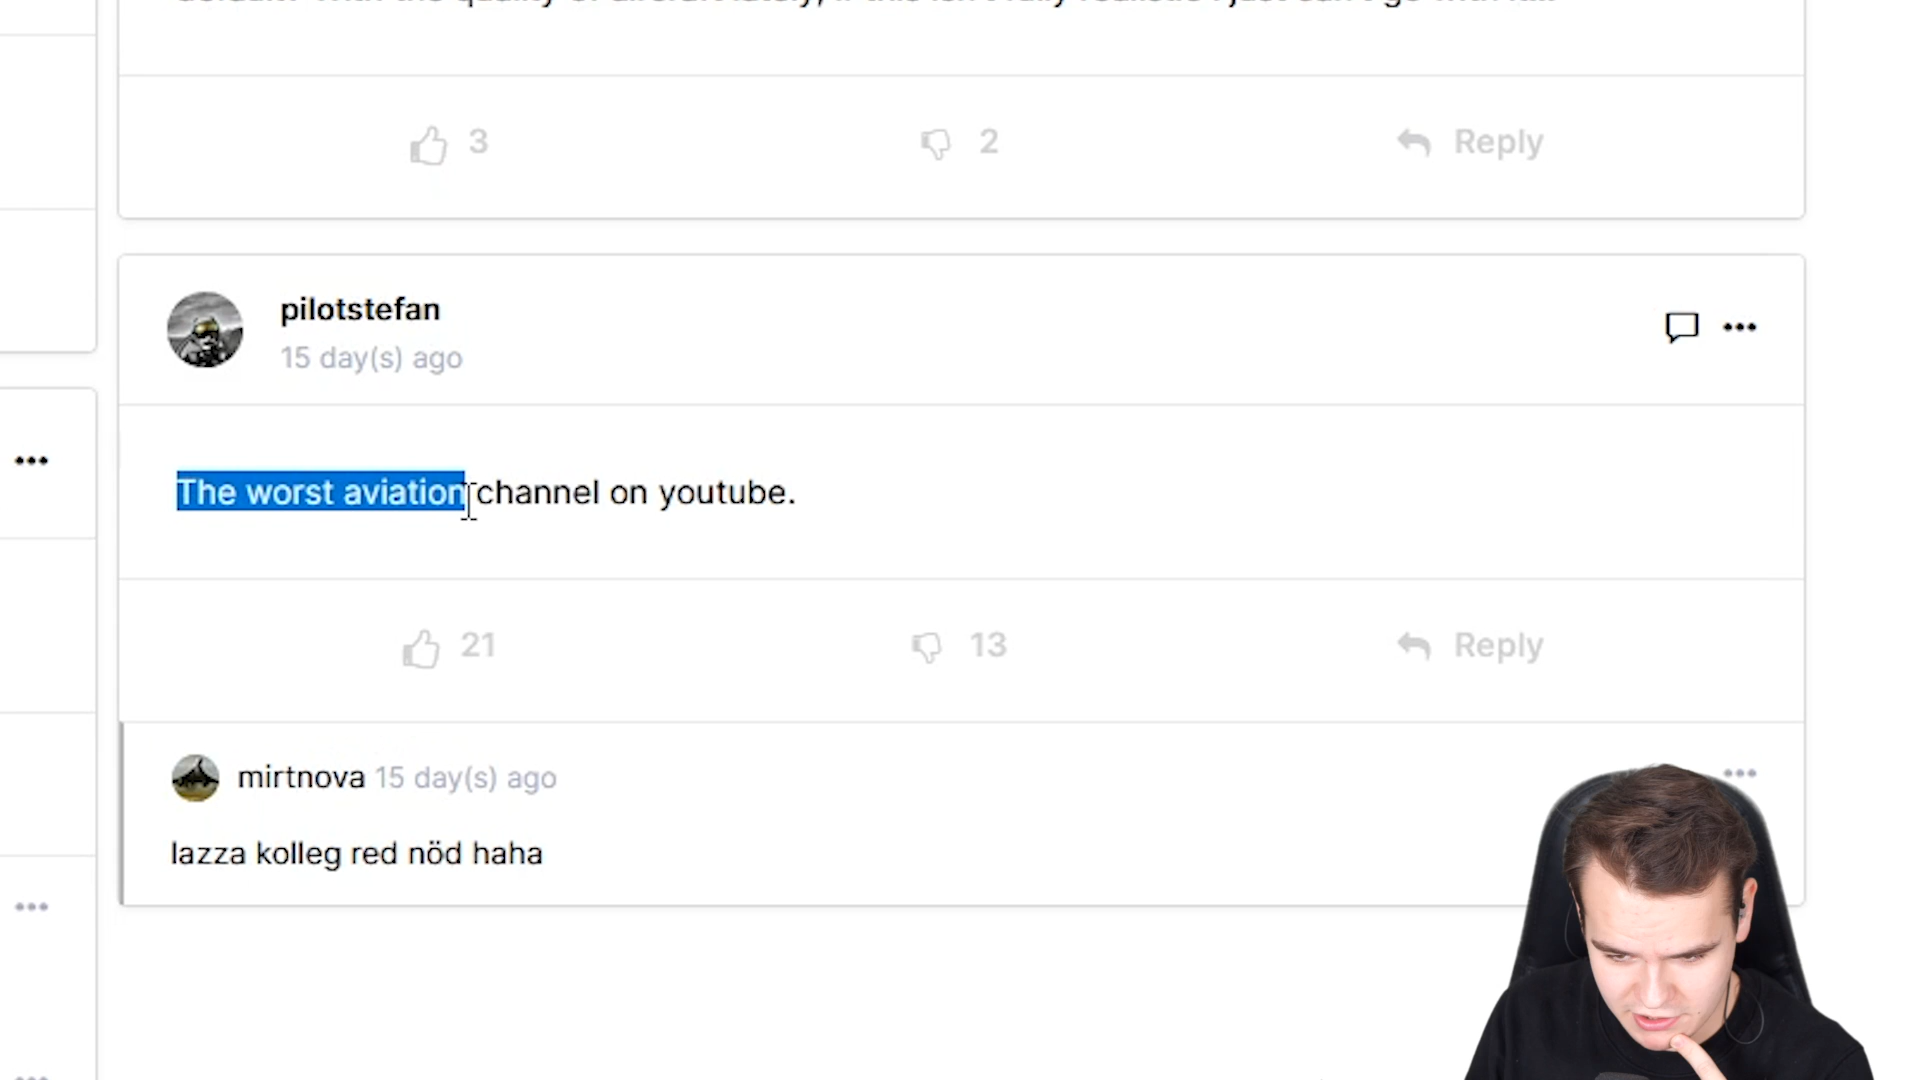 3
2
Reply
pilotstefan
15 day(s) ago
The worst aviation channel on youtube.
21
13
Reply
mirtnova 15 day(s) ago
lazza kolleg red nöd haha